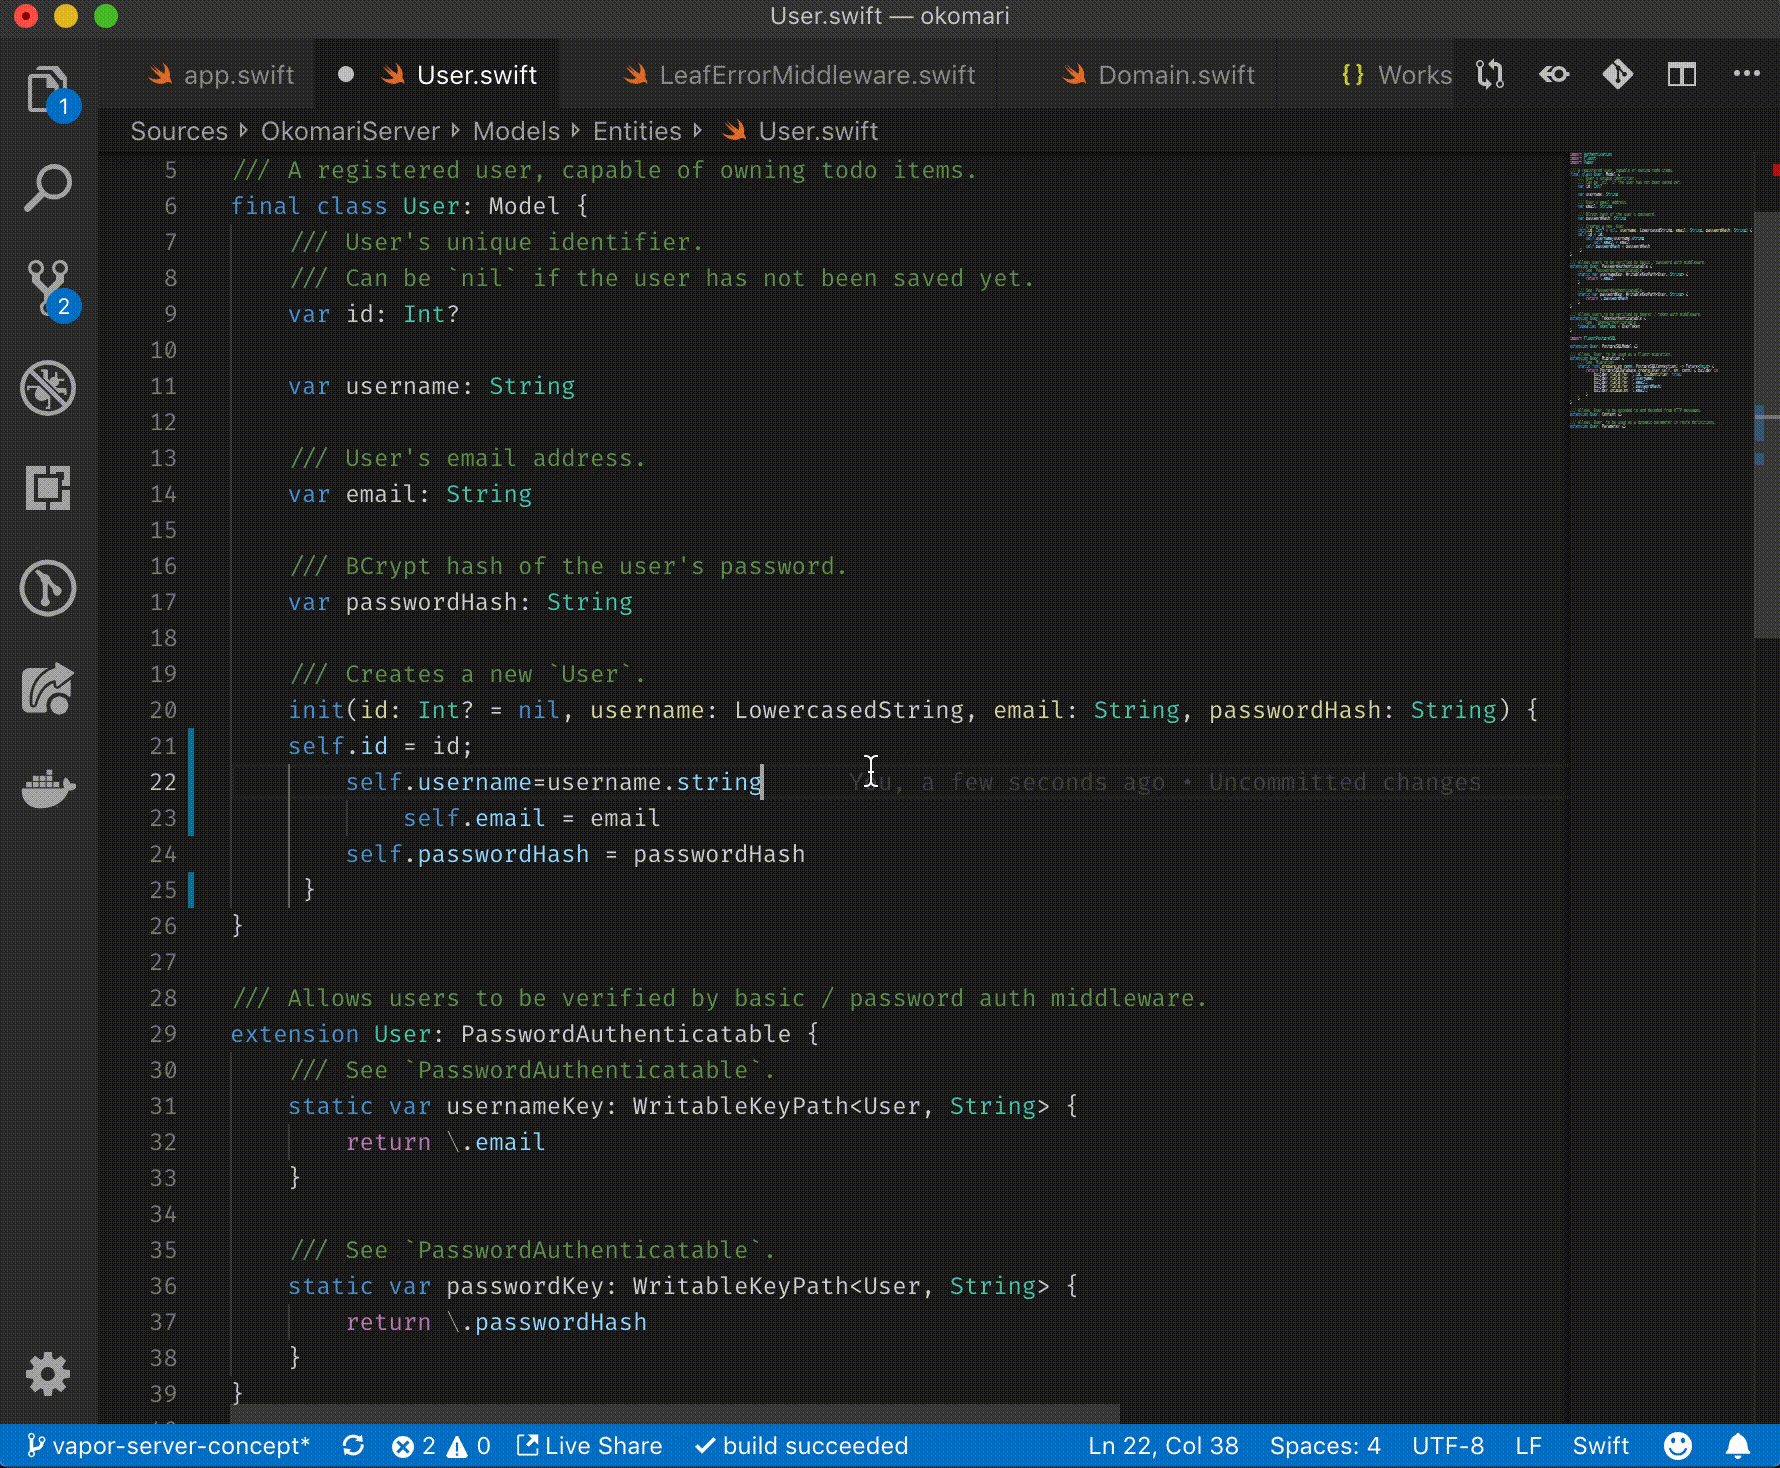 User.swift — okomari
app.swift User.swift LeafErrorMiddleware.swift Domain.swift {} Works
1
2
Sources OkomariServer Models Entities User.swift
5 /// A registered user, capable of owning todo items.
6 final class User: Model {
7 /// User's unique identifier.
8 /// Can be `nil` if the user has not been saved yet.
9 var id: Int?
10
11 var username: String
12
13 /// User's email address.
14 var email: String
15
16 /// BCrypt hash of the user's password.
17 var passwordHash: String
18
19 /// Creates a new `User`.
20 init(id: Int? = nil, username: LowercasedString, email: String, passwordHash: String) {
21 self.id = id;
22 self.username=username.string You, a few seconds ago • Uncommitted changes
23 self.email = email
24 self.passwordHash = passwordHash
25 }
26 }
27
28 /// Allows users to be verified by basic / password auth middleware.
29 extension User: PasswordAuthenticatable {
30 /// See `PasswordAuthenticatable`.
31 static var usernameKey: WritableKeyPath<User, String> {
32 return \.email
33 }
34
35 /// See `PasswordAuthenticatable`.
36 static var passwordKey: WritableKeyPath<User, String> {
37 return \.passwordHash
38 }
39 }
vapor-server-concept* 2 0 Live Share build succeeded Ln 22, Col 38 Spaces: 4 UTF-8 LF Swift